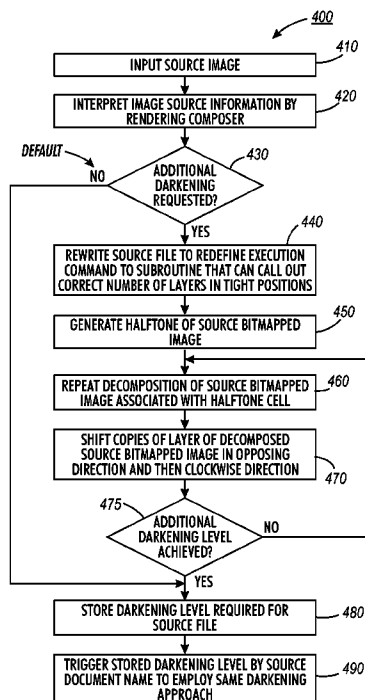 400
410
INPUT SOURCE IMAGE
420
INTERPRET IMAGE SOURCE INFORMATION BY
RENDERING COMPOSER
DEFAULT
430
NO
ADDITIONAL
DARKENING
REQUESTED?
YES
440
REWRITE SOURCE FILE TO REDEFINE EXECUTION
COMMAND TO SUBROUTINE THAT CAN CALL OUT
CORRECT NUMBER OF LAYERS IN TIGHT POSITIONS
450
GENERATE HALFTONE OF SOURCE BITMAPPED
IMAGE
460
REPEAT DECOMPOSITION OF SOURCE BITMAPPED
IMAGE ASSOCIATED WITH HALFTONE CELL
SHIFT COPIES OF LAYER OF DECOMPOSED
SOURCE BITMAPPED IMAGE IN OPPOSING
DIRECTION AND THEN CLOCKWISE DIRECTION
470
475
ADDITIONAL
DARKENING LEVEL
ACHIEVED?
NO
YES
STORE DARKENING LEVEL REQUIRED FOR
SOURCE FILE
480
TRIGGER STORED DARKENING LEVEL BY SOURCE
DOCUMENT NAME TO EMPLOY SAME DARKENING
APPROACH
490